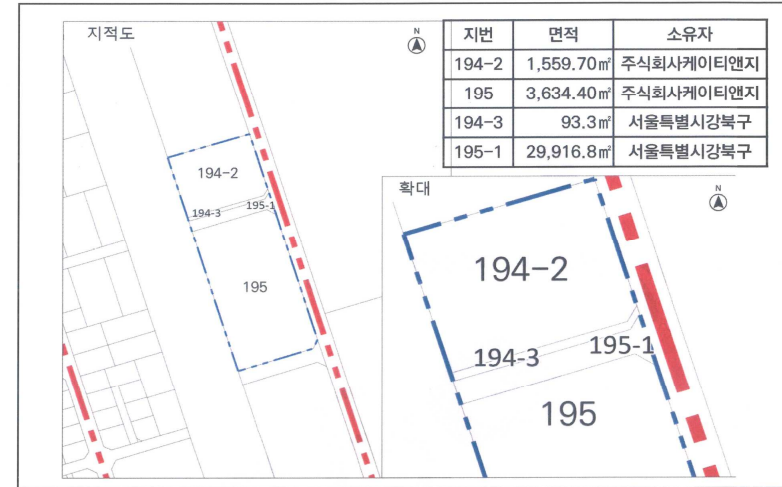 지적도
N
지번 면적 소유자
194-2 1,559.70㎡ 주식회사케이티앤지
195 3,634.40㎡ 주식회사케이티앤지
194-3 93.3㎡ 서울특별시강북구
195-1 29,916.8㎡ 서울특별시강북구
194-2
194-3
195-1
195
확대
N
194-2
194-3
195-1
195